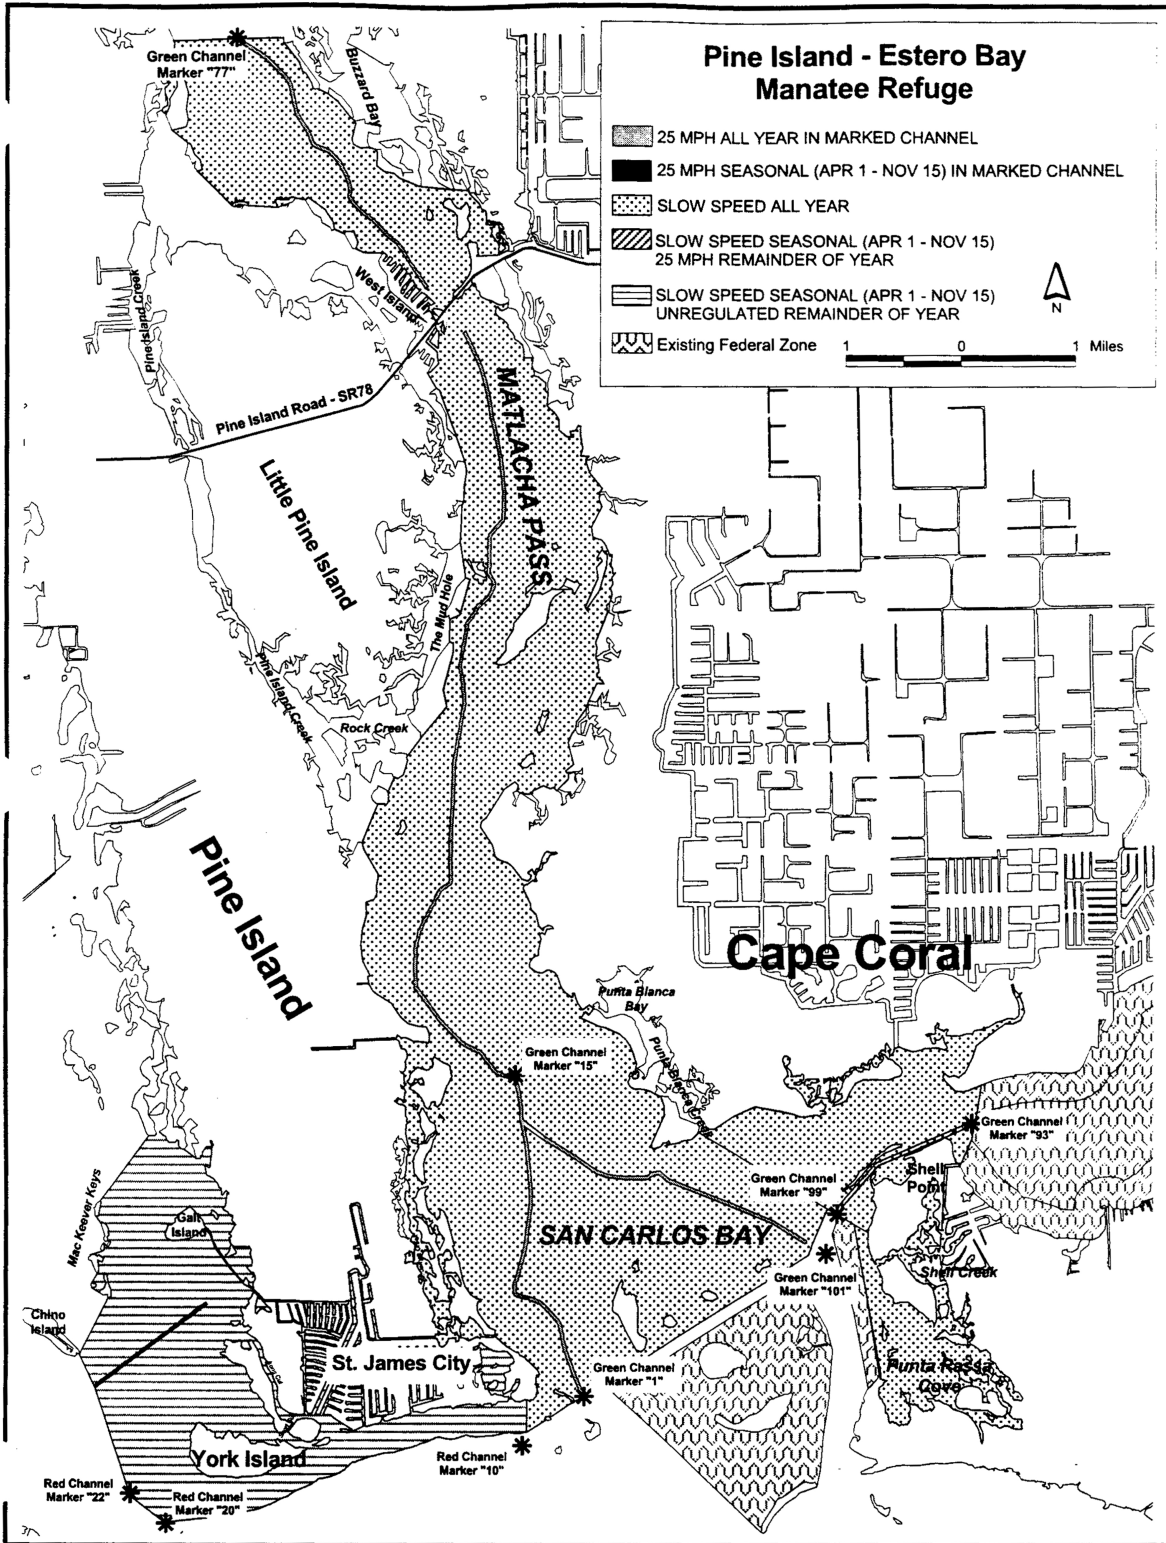 Green Channel
Marker "77"
Buzzard Bay
Pine Island - Estero Bay
Manatee Refuge
25 MPH ALL YEAR IN MARKED CHANNEL
25 MPH SEASONAL (APR 1 - NOV 15) IN MARKED CHANNEL
SLOW SPEED ALL YEAR
SLOW SPEED SEASONAL (APR 1 - NOV 15)
25 MPH REMAINDER OF YEAR
SLOW SPEED SEASONAL (APR 1 - NOV 15)
UNREGULATED REMAINDER OF YEAR
N
Existing Federal Zone
1 0 1 Miles
West Island
Pine Island Creek
Pine Island Road - SR78
MATLACHA PASS
Little Pine Island
The Mud Hole
Pine Island Creek
Rock Creek
Pine Island
Cape Coral
Punta Blanca
Bay
Punta Blanca Creek
Green Channel
Marker "15"
Green Channel
Marker "93"
Shell
Point
Green Channel
Marker "99"
Mac Keever Keys
Galt
Island
SAN CARLOS BAY
Shell Creek
Green Channel
Marker "101"
Chino
Island
St. James City
Green Channel
Marker "1"
Punta Rassa
Cove
York Island
Red Channel
Marker "10"
Red Channel
Marker "22"
Red Channel
Marker "20"